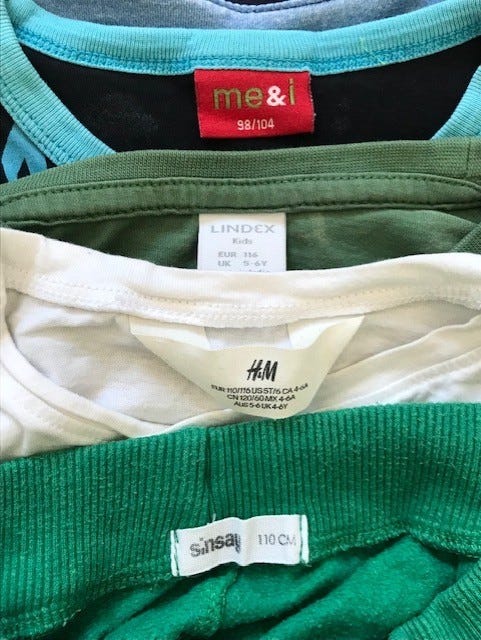 me&i
98/104
LINDEX
Kids
EUR 116
UK 5-6Y
H&M
EUR 110/116 US 5T/6 CA 4-6A
CN 120/60 MX 4-6A
AUS 5-6 UK 4-6Y
sinsay 110 CM